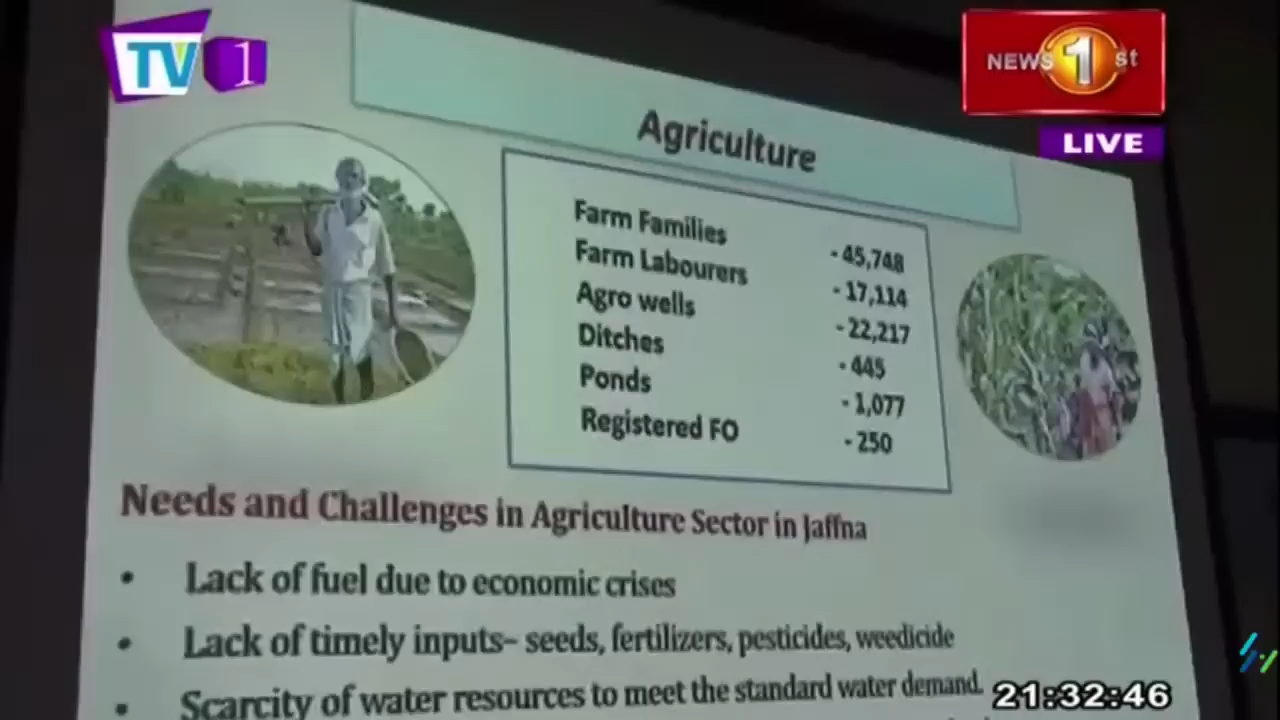 TV 1
NEWS 1st
LIVE
Agriculture
Farm Families - 45,748
Farm Labourers - 17,114
Agro wells - 22,217
Ditches - 445
Ponds - 1,077
Registered FO - 250
Needs and Challenges in Agriculture Sector in Jaffna
• Lack of fuel due to economic crises
• Lack of timely inputs– seeds, fertilizers, pesticides, weedicide
• Scarcity of water resources to meet the standard water demand.
21:32:46